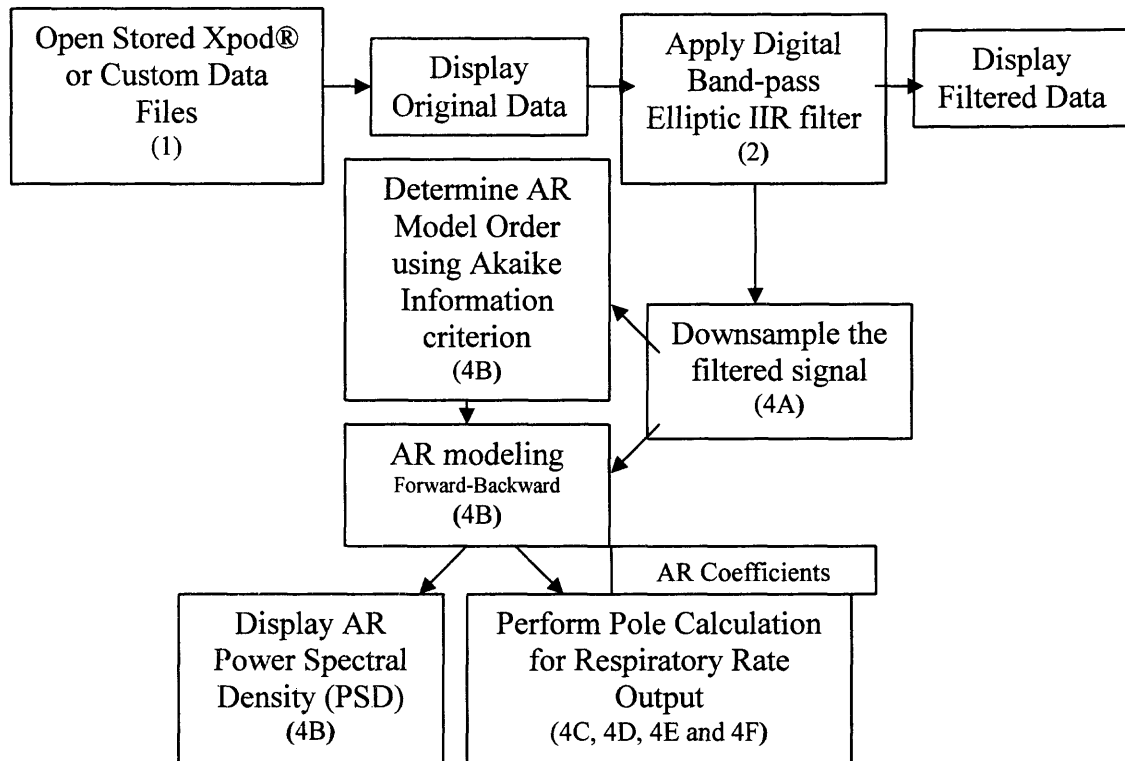 Open Stored Xpod®
or Custom Data
Files
(1)
Display
Original Data
Apply Digital
Band-pass
Elliptic IIR filter
(2)
Display
Filtered Data
Determine AR
Model Order
using Akaike
Information
criterion
(4B)
Downsample the
filtered signal
(4A)
AR modeling
Forward-Backward
(4B)
AR Coefficients
Display AR
Power Spectral
Density (PSD)
(4B)
Perform Pole Calculation
for Respiratory Rate
Output
(4C, 4D, 4E and 4F)